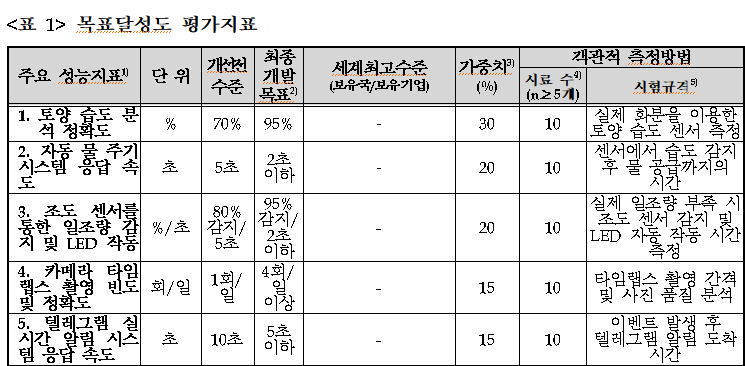 <표 1> 목표달성도 평가지표
주요 성능지표1)
단 위
개선전
수준
최종
개발
목표2)
세계최고수준
(보유국/보유기업)
가중치3)
(%)
객관적 측정방법
시료 수4)
(n≥5개)
시험규격5)
1. 토양 습도 분
석 정확도
%
70%
95%
-
30
10
실제 화분을 이용한
토양 습도 센서 측정
2. 자동 물 주기
시스템 응답 속
도
초
5초
2초
이하
-
20
10
센서에서 습도 감지
후 물 공급까지의
시간
3. 조도 센서를
통한 일조량 감
지 및 LED 작동
%/초
80%
감지/
5초
95%
감지/
2초
이하
-
20
10
실제 일조량 부족 시
조도 센서 감지 및
LED 자동 작동 시간
측정
4. 카메라 타임
랩스 촬영 빈도
및 정확도
회/일
1회/
일
4회/
일
이상
-
15
10
타임랩스 촬영 간격
및 사진 품질 분석
5. 텔레그램 실
시간 알림 시스
템 응답 속도
초
10초
5초
이하
-
15
10
이벤트 발생 후
텔레그램 알림 도착
시간